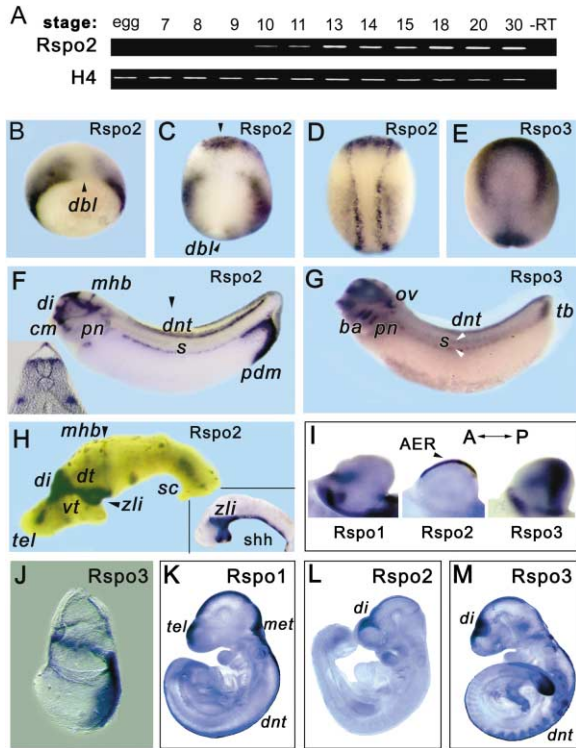 A
stage: egg 7 8 9 10 11 13 14 15 18 20 30 -RT
Rspo2
H4
B Rspo2
dbl
C Rspo2
dbl
D Rspo2
E Rspo3
F Rspo2
mhb
di
cm
pn
dnt
s
pdm
G Rspo3
ov
ba
pn
dnt
s
tb
H Rspo2
mhb
di
dt
vt
zli
sc
tel
zli
shh
I
AER
A P
Rspo1 Rspo2 Rspo3
J Rspo3
K Rspo1
tel
met
dnt
L Rspo2
di
M Rspo3
di
dnt